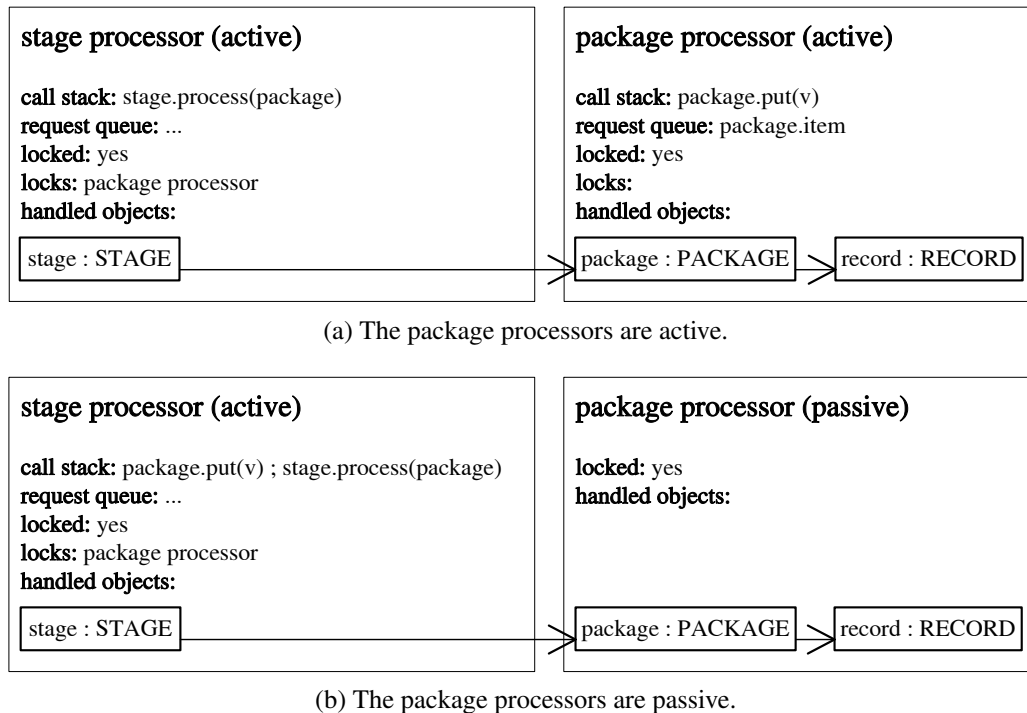 stage processor (active)
call stack: stage.process(package)
request queue: ...
locked: yes
locks: package processor
handled objects:
stage : STAGE
package processor (active)
call stack: package.put(v)
request queue: package.item
locked: yes
locks:
handled objects:
package : PACKAGE
record : RECORD
(a) The package processors are active.
stage processor (active)
call stack: package.put(v) ; stage.process(package)
request queue: ...
locked: yes
locks: package processor
handled objects:
stage : STAGE
package processor (passive)
locked: yes
handled objects:
package : PACKAGE
record : RECORD
(b) The package processors are passive.